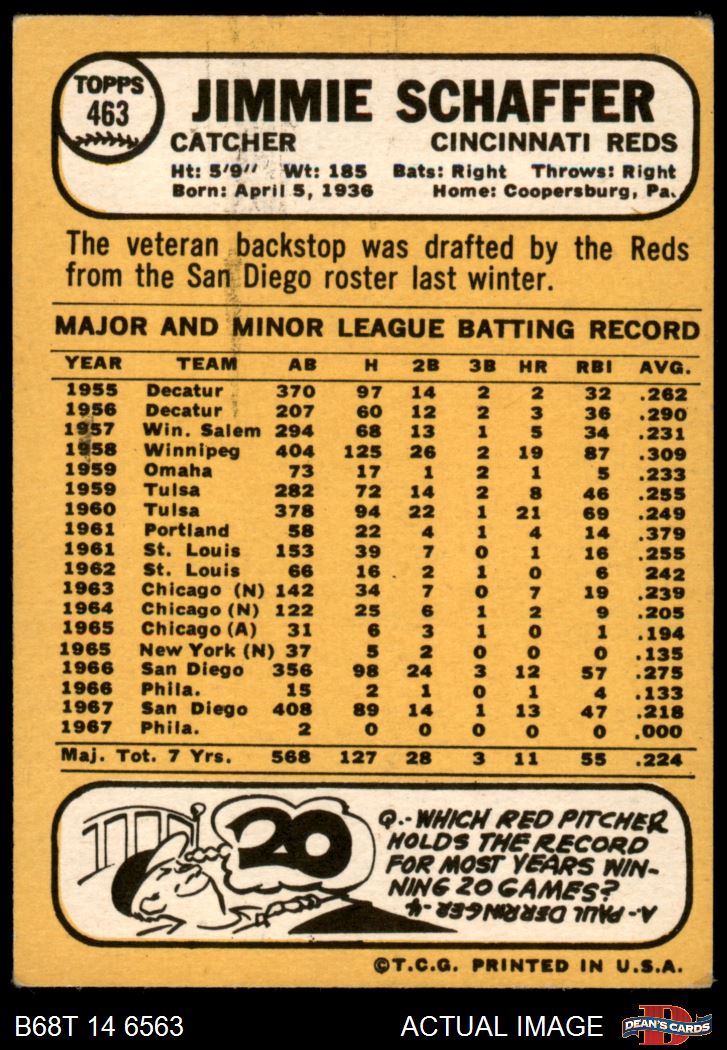 TOPPS
463
JIMMIE SCHAFFER
CATCHER CINCINNATI REDS
Ht: 5'9" Wt: 185 Bats: Right Throws: Right
Born: April 5, 1936 Home: Coopersburg, Pa.
The veteran backstop was drafted by the Reds
from the San Diego roster last winter.
MAJOR AND MINOR LEAGUE BATTING RECORD
YEAR TEAM AB H 2B 3B HR RBI AVG.
1955 Decatur 370 97 14 2 2 32 .262
1956 Decatur 207 60 12 2 3 36 .290
1957 Win. Salem 294 68 13 1 5 34 .231
1958 Winnipeg 404 125 26 2 19 87 .309
1959 Omaha 73 17 1 2 1 5 .233
1959 Tulsa 282 72 14 2 8 46 .255
1960 Tulsa 378 94 22 1 21 69 .249
1961 Portland 58 22 4 1 4 14 .379
1961 St. Louis 153 39 7 0 1 16 .255
1962 St. Louis 66 16 2 1 0 6 242
1963 Chicago (N) 142 34 7 0 7 19 .239
1964 Chicago (N) 122 25 6 1 2 9 .205
1965 Chicago (A) 31 6 3 1 0 1 .194
1965 New York (N) 37 5 2 0 0 0 .135
1966 San Diego 356 98 24 3 12 57 .275
1966 Phila. 15 2 1 0 1 4 .133
1967 San Diego 408 89 14 1 13 47 .218
1967 Phila. 2 0 0 0 0 0 .000
Maj. Tot. 7 Yrs. 568 127 28 3 11 55 .224
20
Q.-WHICH RED PITCHER
HOLDS THE RECORD
FOR MOST YEARS WIN-
NING 20 GAMES?
A.- PAUL DERRINGER-4
©T.C.G. PRINTED IN U.S.A.
B68T 14 6563 ACTUAL IMAGE
D
DEAN'S CARDS